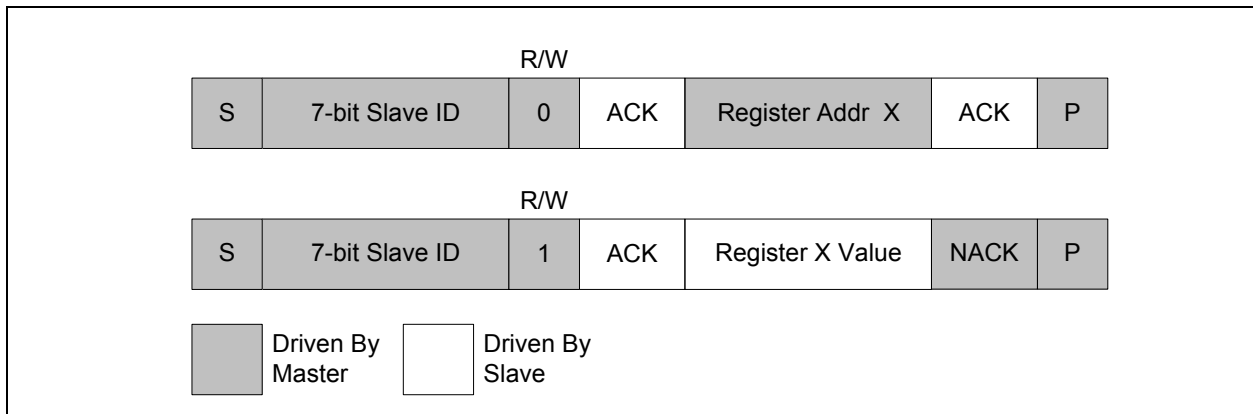 R/W
S 7-bit Slave ID 0 ACK Register Addr X ACK P
R/W
S 7-bit Slave ID 1 ACK Register X Value NACK P
Driven By Driven By
Master Slave